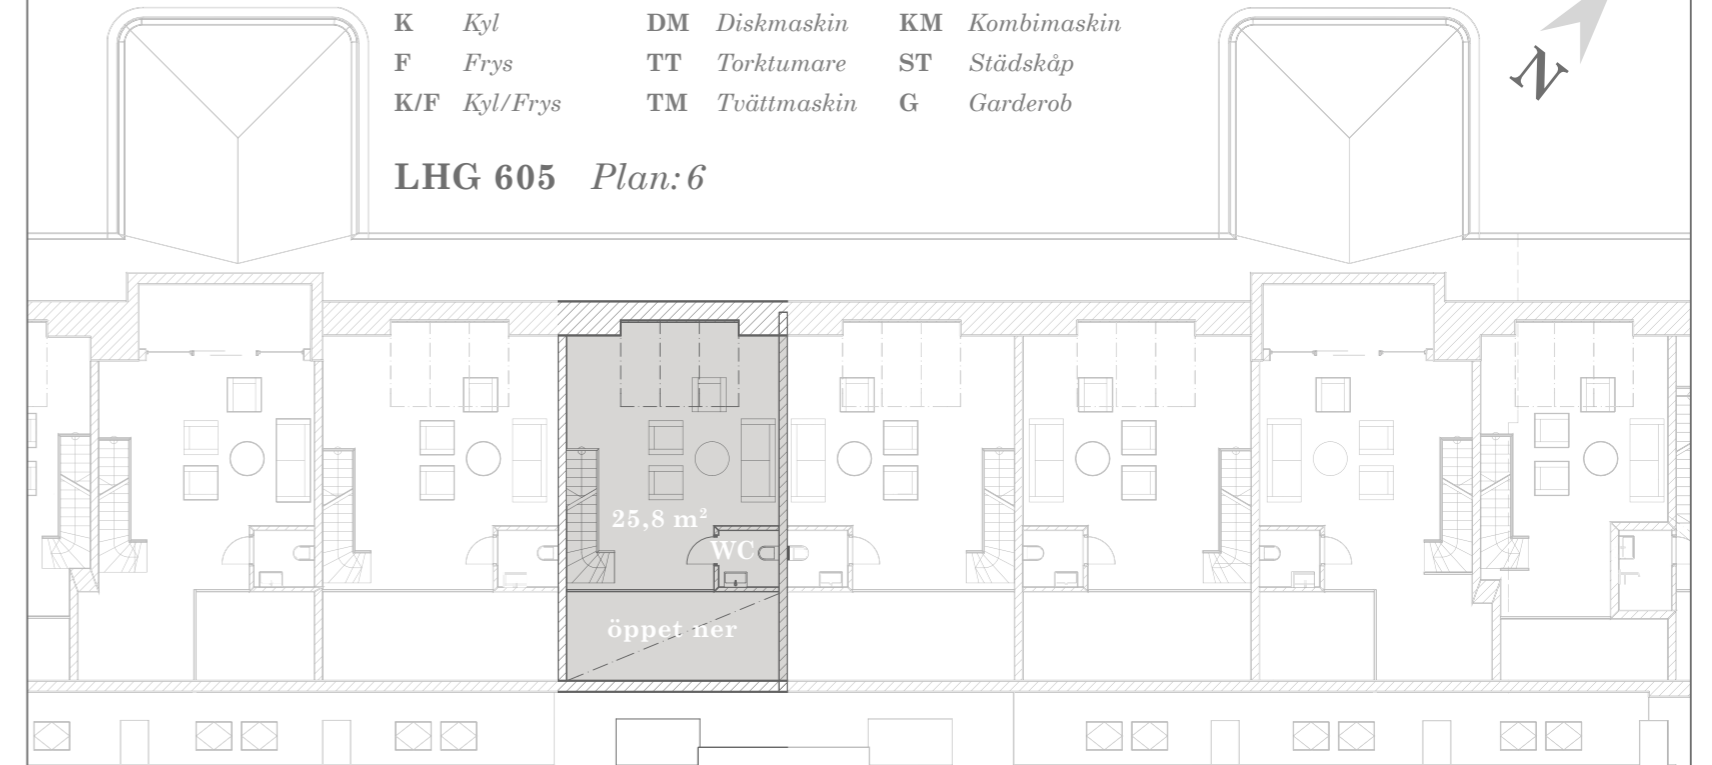 K Kyl DM Diskmaskin KM Kombimaskin
F Frys TT Torktumare ST Städskåp
K/F Kyl/Frys TM Tvättmaskin G Garderob
N
LHG 605 Plan: 6
25,8 m²
WC
öppet ner